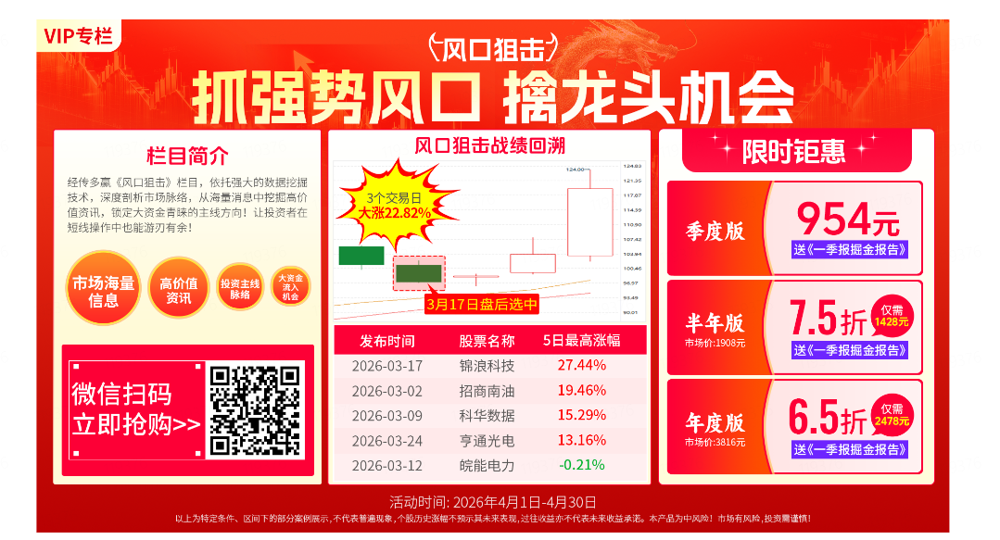 VIP专栏
风口狙击
抓强势风口 擒龙头机会
栏目简介
经传多赢《风口狙击》栏目，依托强大的数据挖掘
技术，深度剖析市场脉络，从海量消息中挖掘高价
值资讯，锁定大资金青睐的主线方向！让投资者在
短线操作中也能游刃有余！
市场海量
信息
高价值
资讯
投资主线
脉络
大资金
流入
机会
微信扫码
立即抢购>>
风口狙击战绩回溯
3个交易日
大涨22.82%
124.00
124.83
121.35
117.87
114.39
110.90
107.42
103.94
100.46
96.97
93.49
90.01
3月17日盘后选中
发布时间 股票名称 5日最高涨幅
2026-03-17 锦浪科技 27.44%
2026-03-02 招商南油 19.46%
2026-03-09 科华数据 15.29%
2026-03-24 亨通光电 13.16%
2026-03-12 皖能电力 -0.21%
限时钜惠
季度版
954元
送《一季报掘金报告》
半年版
市场价:1908元
7.5折
仅需
1428元
送《一季报掘金报告》
年度版
市场价:3816元
6.5折
仅需
2478元
送《一季报掘金报告》
活动时间: 2026年4月1日-4月30日
以上为特定条件、区间下的部分案例展示,不代表普遍现象,个股历史涨幅不预示其未来表现,过往收益亦不代表未来收益承诺。本产品为中风险！市场有风险,投资需谨慎！